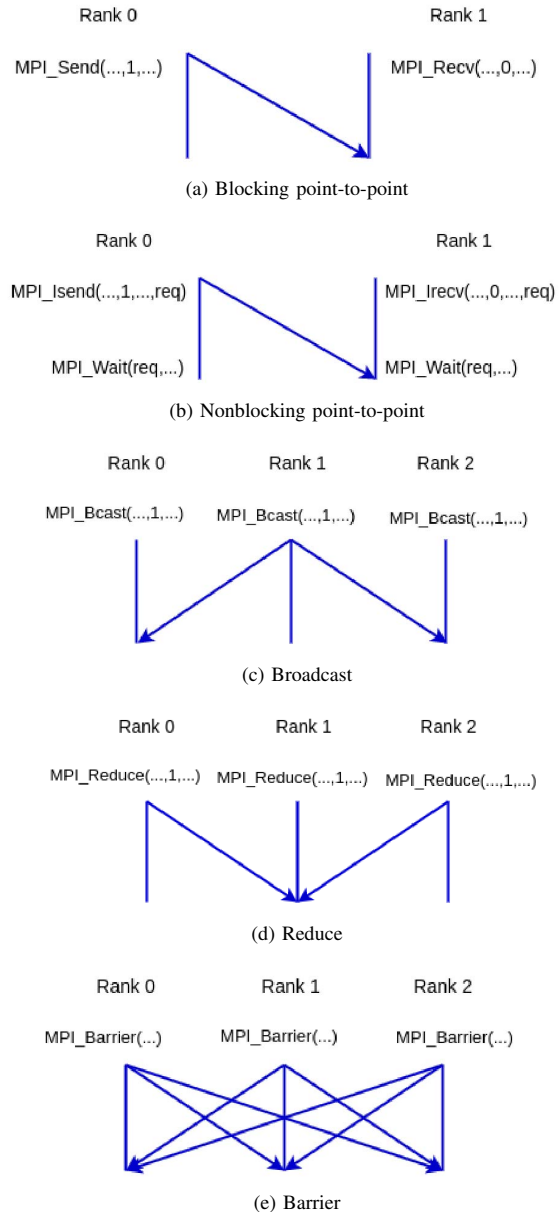 Rank 0 Rank 1
MPI_Send(...,1,...) MPI_Recv(...,0,...)
(a) Blocking point-to-point
Rank 0 Rank 1
MPI_Isend(...,1,...,req) MPI_Irecv(...,0,...,req)
MPI_Wait(req,...) MPI_Wait(req,...)
(b) Nonblocking point-to-point
Rank 0 Rank 1 Rank 2
MPI_Bcast(...,1,...) MPI_Bcast(...,1,...) MPI_Bcast(...,1,...)
(c) Broadcast
Rank 0 Rank 1 Rank 2
MPI_Reduce(...,1,...) MPI_Reduce(...,1,...) MPI_Reduce(...,1,...)
(d) Reduce
Rank 0 Rank 1 Rank 2
MPI_Barrier(...) MPI_Barrier(...) MPI_Barrier(...)
(e) Barrier